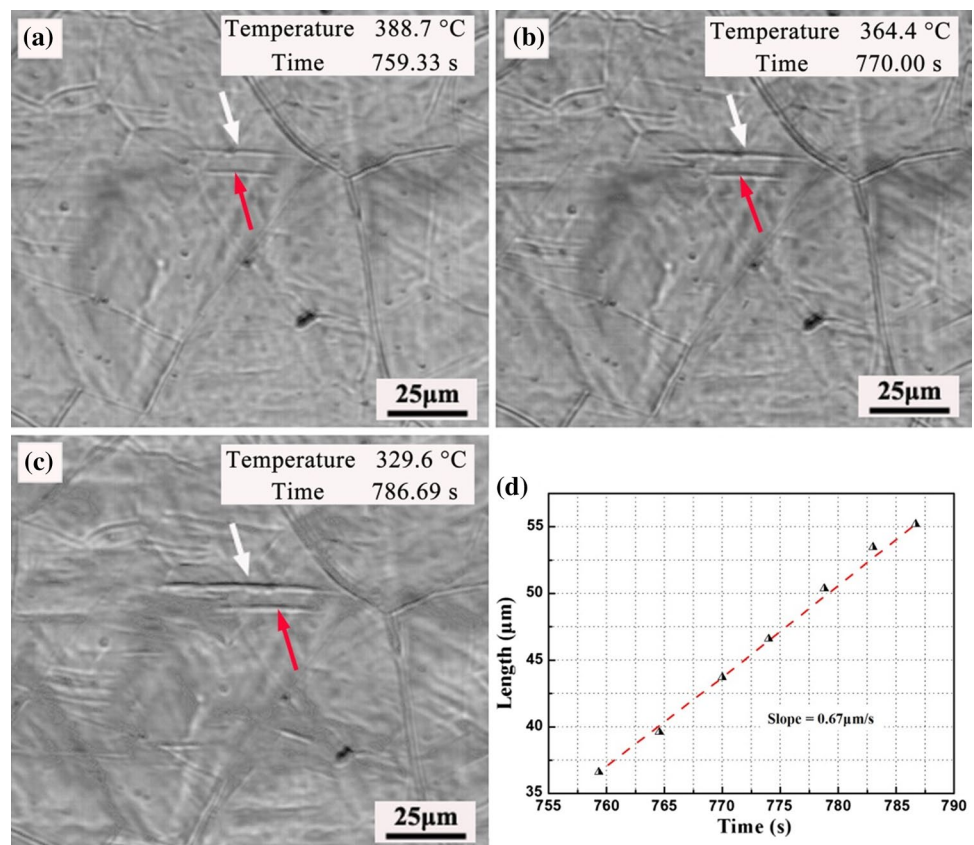 (a)
Temperature 388.7 °C
Time 759.33 s
25μm
(b)
Temperature 364.4 °C
Time 770.00 s
25μm
(c)
Temperature 329.6 °C
Time 786.69 s
25μm
(d)
55
50
45
40
35
Length (μm)
Slope = 0.67μm/s
755 760 765 770 775 780 785 790
Time (s)